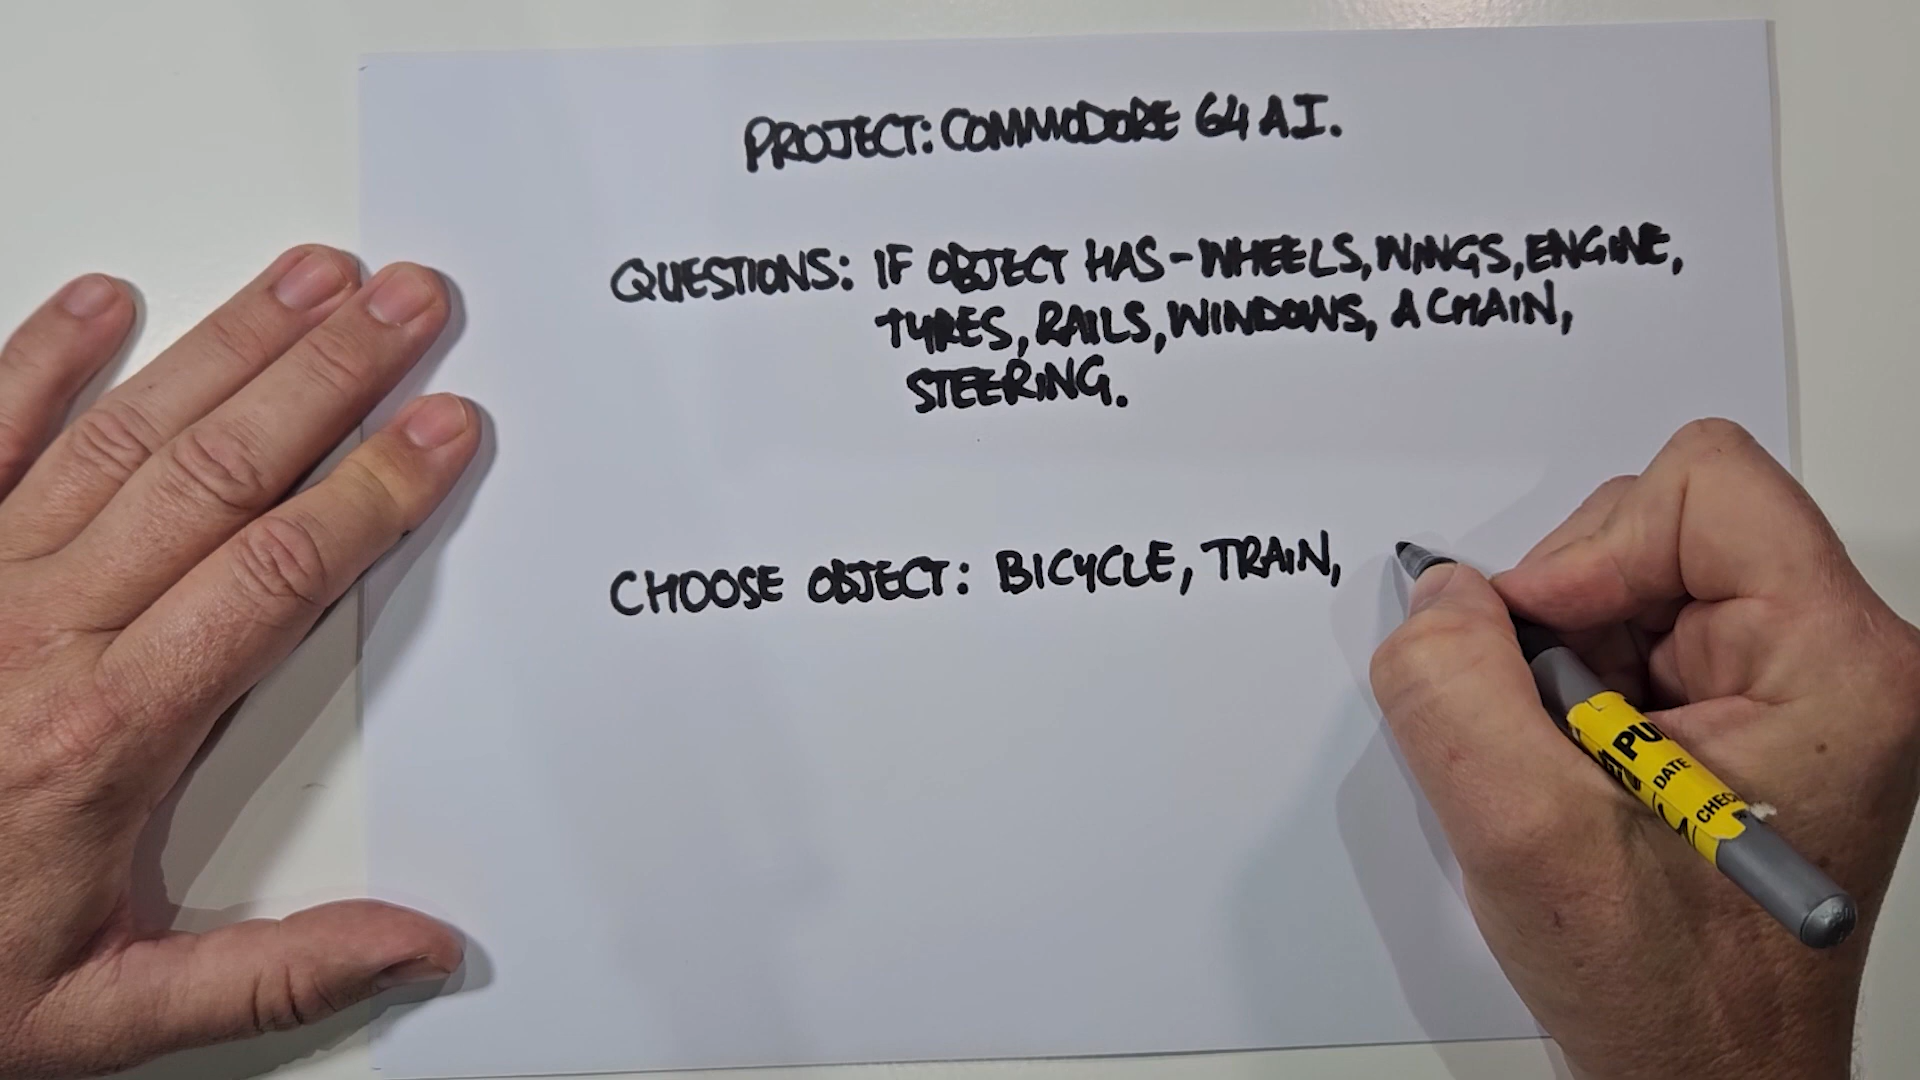 PROJECT: COMMODORE 64 A.I.
QUESTIONS: IF OBJECT HAS - WHEELS, WINGS, ENGINE,
TYRES, RAILS, WINDOWS, A CHAIN,
STEERING.
CHOOSE OBJECT: BICYCLE, TRAIN,
DATE